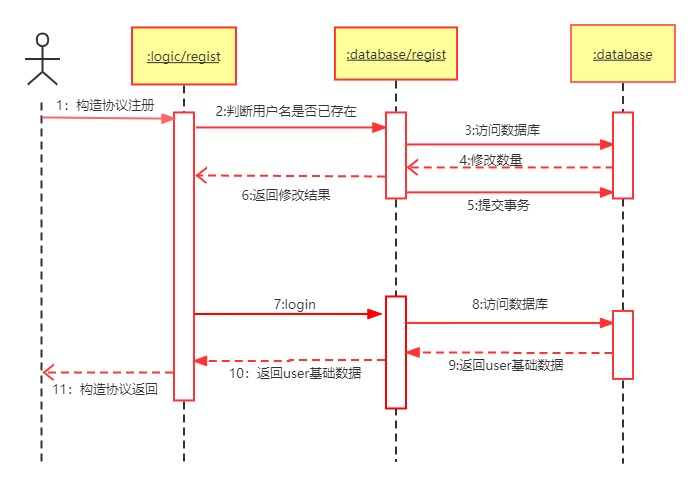 :logic/regist
:database/regist
:database
1：构造协议注册
2:判断用户名是否已存在
3:访问数据库
4:修改数量
6:返回修改结果
5:提交事务
7:login
8:访问数据库
9:返回user基础数据
10：返回user基础数据
11：构造协议返回